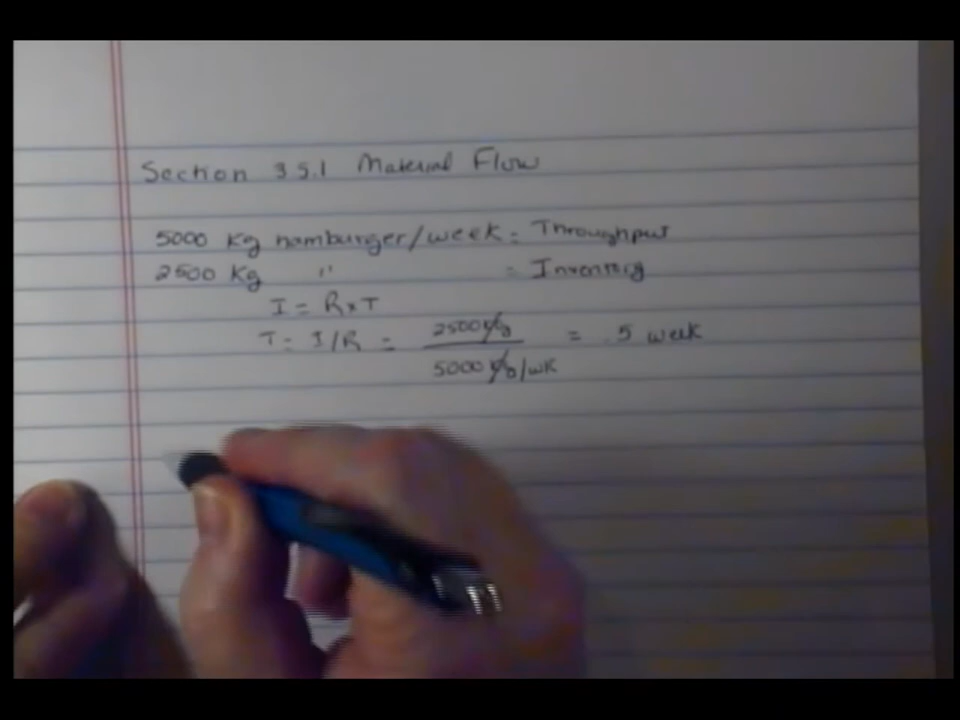 Section 3.5.1 Material Flow
5000 Kg hamburger/week = Throughput
2500 Kg " = Inventory
I = R x T
T = I/R = 2500 Kg / 5000 Kg/wK = .5 week